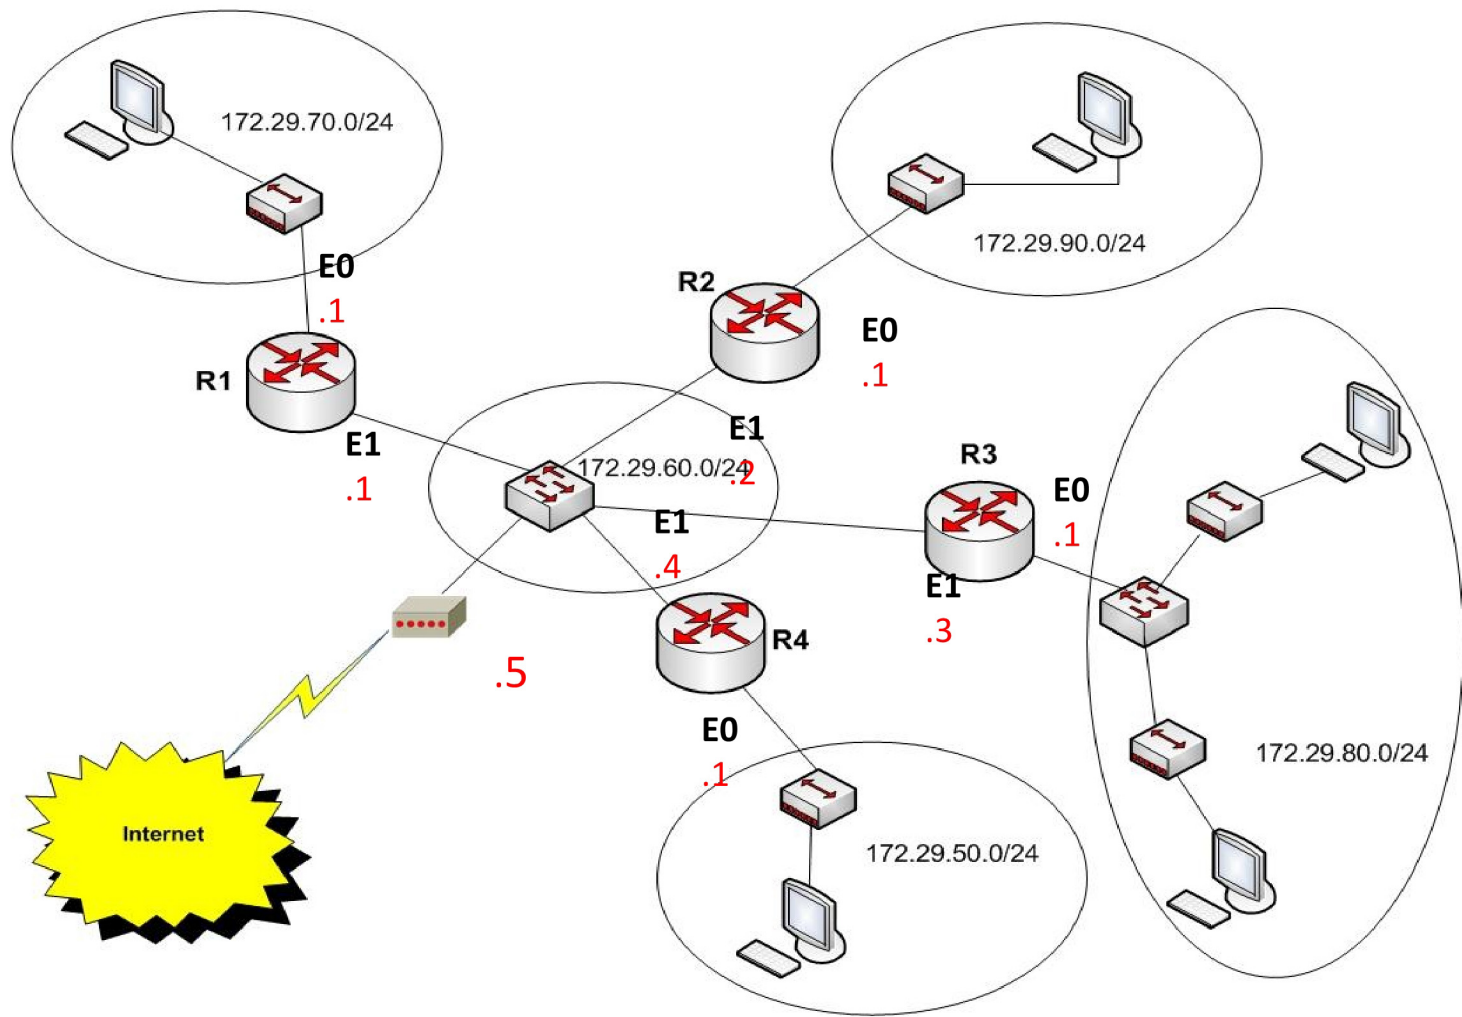 172.29.70.0/24
172.29.90.0/24
E0
.1
R1
E1
.1
R2
E0
.1
E1
.2
172.29.60.0/24
E1
.4
R3
E0
.1
E1
.3
R4
.5
E0
.1
172.29.80.0/24
172.29.50.0/24
Internet